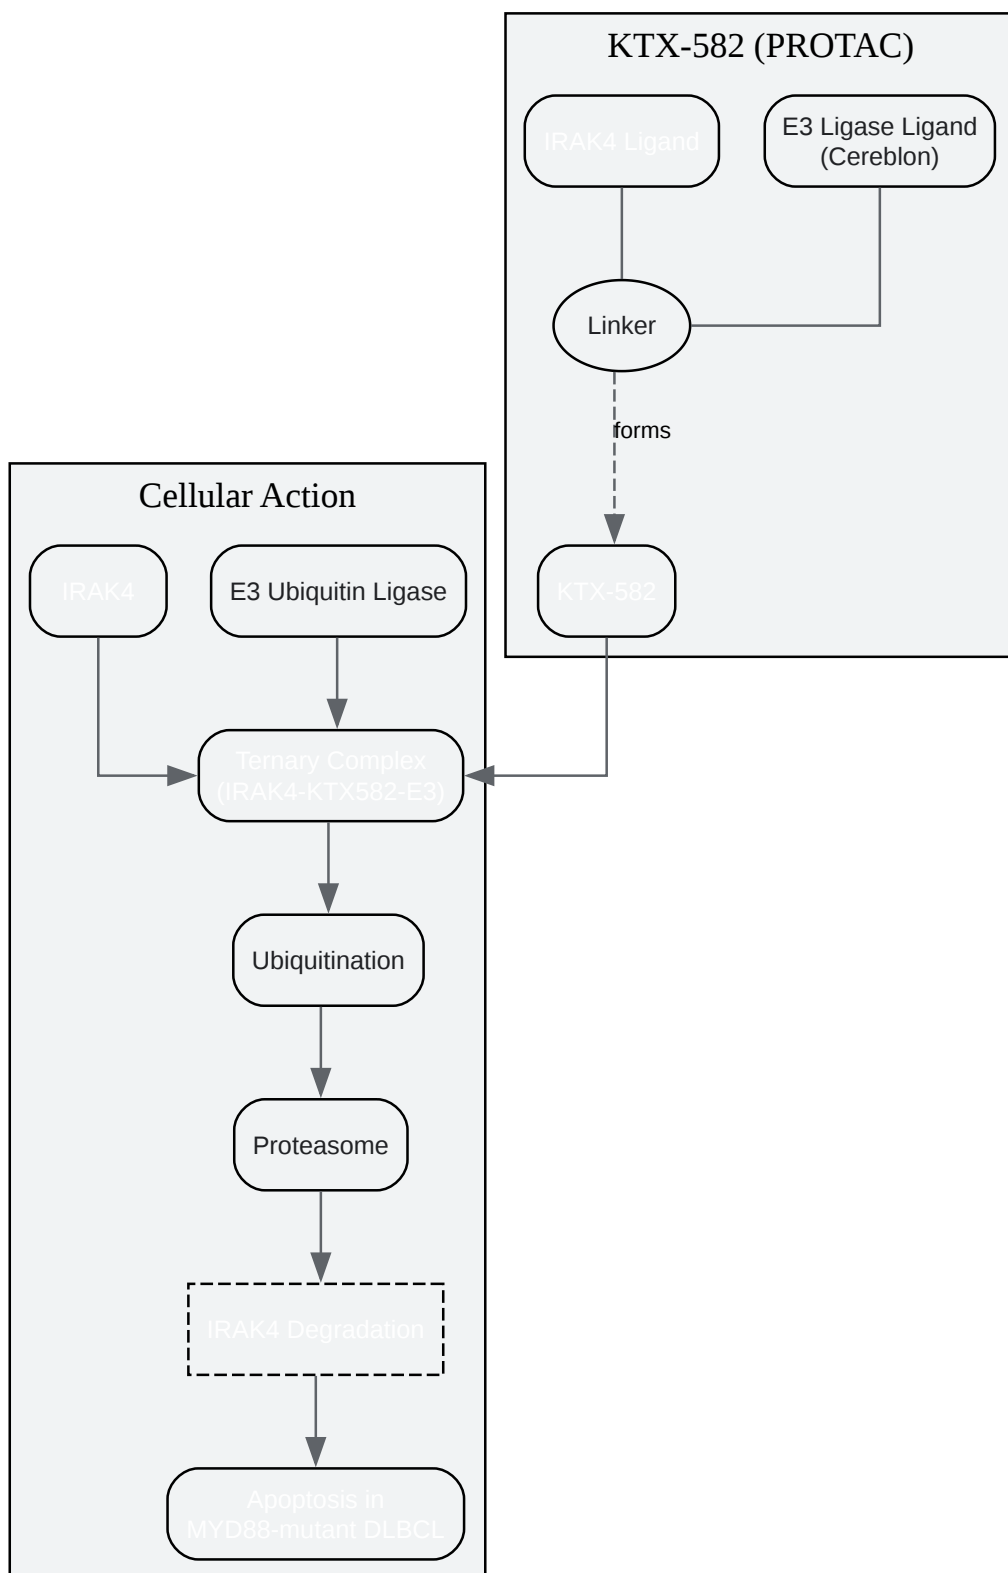 KTX-582 (PROTAC)
IRAK4 Ligand
E3 Ligase Ligand
(Cereblon)
Linker
forms
KTX-582
Cellular Action
IRAK4
E3 Ubiquitin Ligase
Ternary Complex
(IRAK4-KTX582-E3)
Ubiquitination
Proteasome
IRAK4 Degradation
Apoptosis in
MYD88-mutant DLBCL